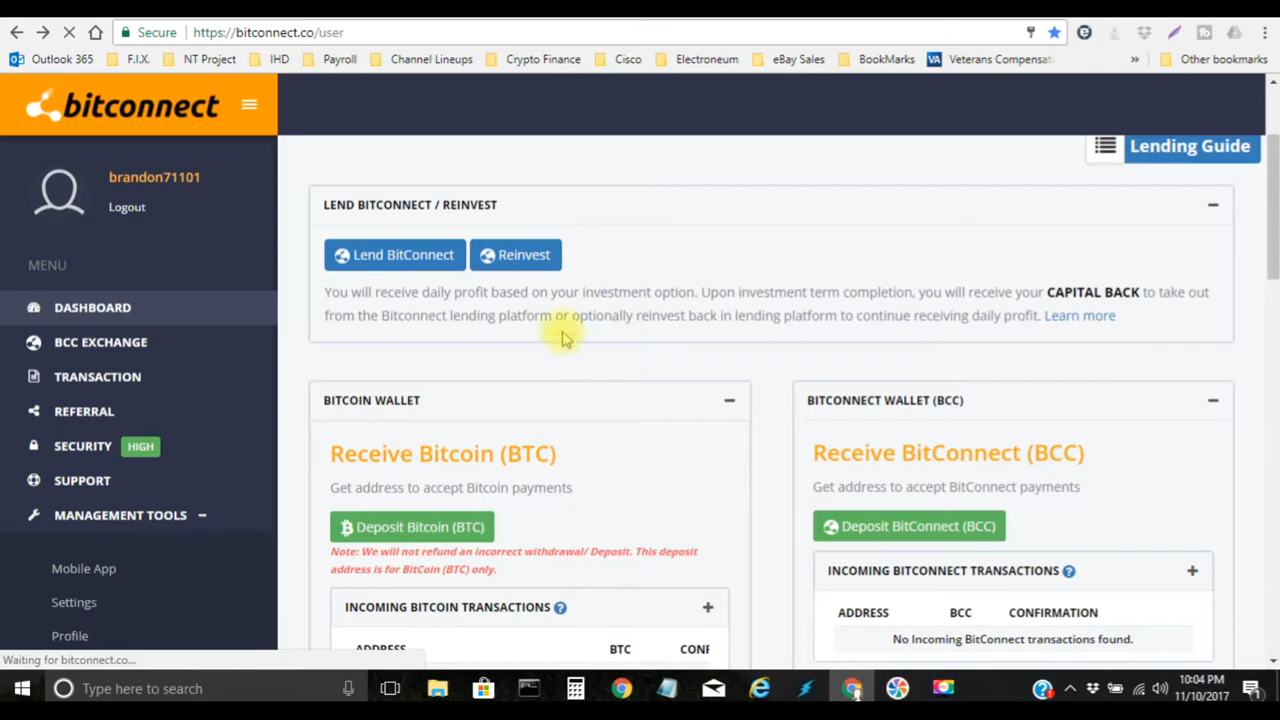 Secure https://bitconnect.co/user
Outlook 365 F.I.X. NT Project IHD Payroll Channel Lineups Crypto Finance Cisco Electroneum eBay Sales BookMarks VA Veterans Compensati » Other bookmarks
bitconnect
brandon71101
Logout
MENU
DASHBOARD
BCC EXCHANGE
TRANSACTION
REFERRAL
SECURITY HIGH
SUPPORT
MANAGEMENT TOOLS
Mobile App
Settings
Profile
Lending Guide
LEND BITCONNECT / REINVEST
Lend BitConnect Reinvest
You will receive daily profit based on your investment option. Upon investment term completion, you will receive your CAPITAL BACK to take out
from the Bitconnect lending platform or optionally reinvest back in lending platform to continue receiving daily profit. Learn more
BITCOIN WALLET
Receive Bitcoin (BTC)
Get address to accept Bitcoin payments
Deposit Bitcoin (BTC)
Note: We will not refund an incorrect withdrawal/ Deposit. This deposit
address is for BitCoin (BTC) only.
INCOMING BITCOIN TRANSACTIONS ? +
ADDRESS BTC CONF
BITCONNECT WALLET (BCC)
Receive BitConnect (BCC)
Get address to accept BitConnect payments
Deposit BitConnect (BCC)
INCOMING BITCONNECT TRANSACTIONS ? +
ADDRESS BCC CONFIRMATION
No Incoming BitConnect transactions found.
Waiting for bitconnect.co...
Type here to search
10:04 PM
11/10/2017